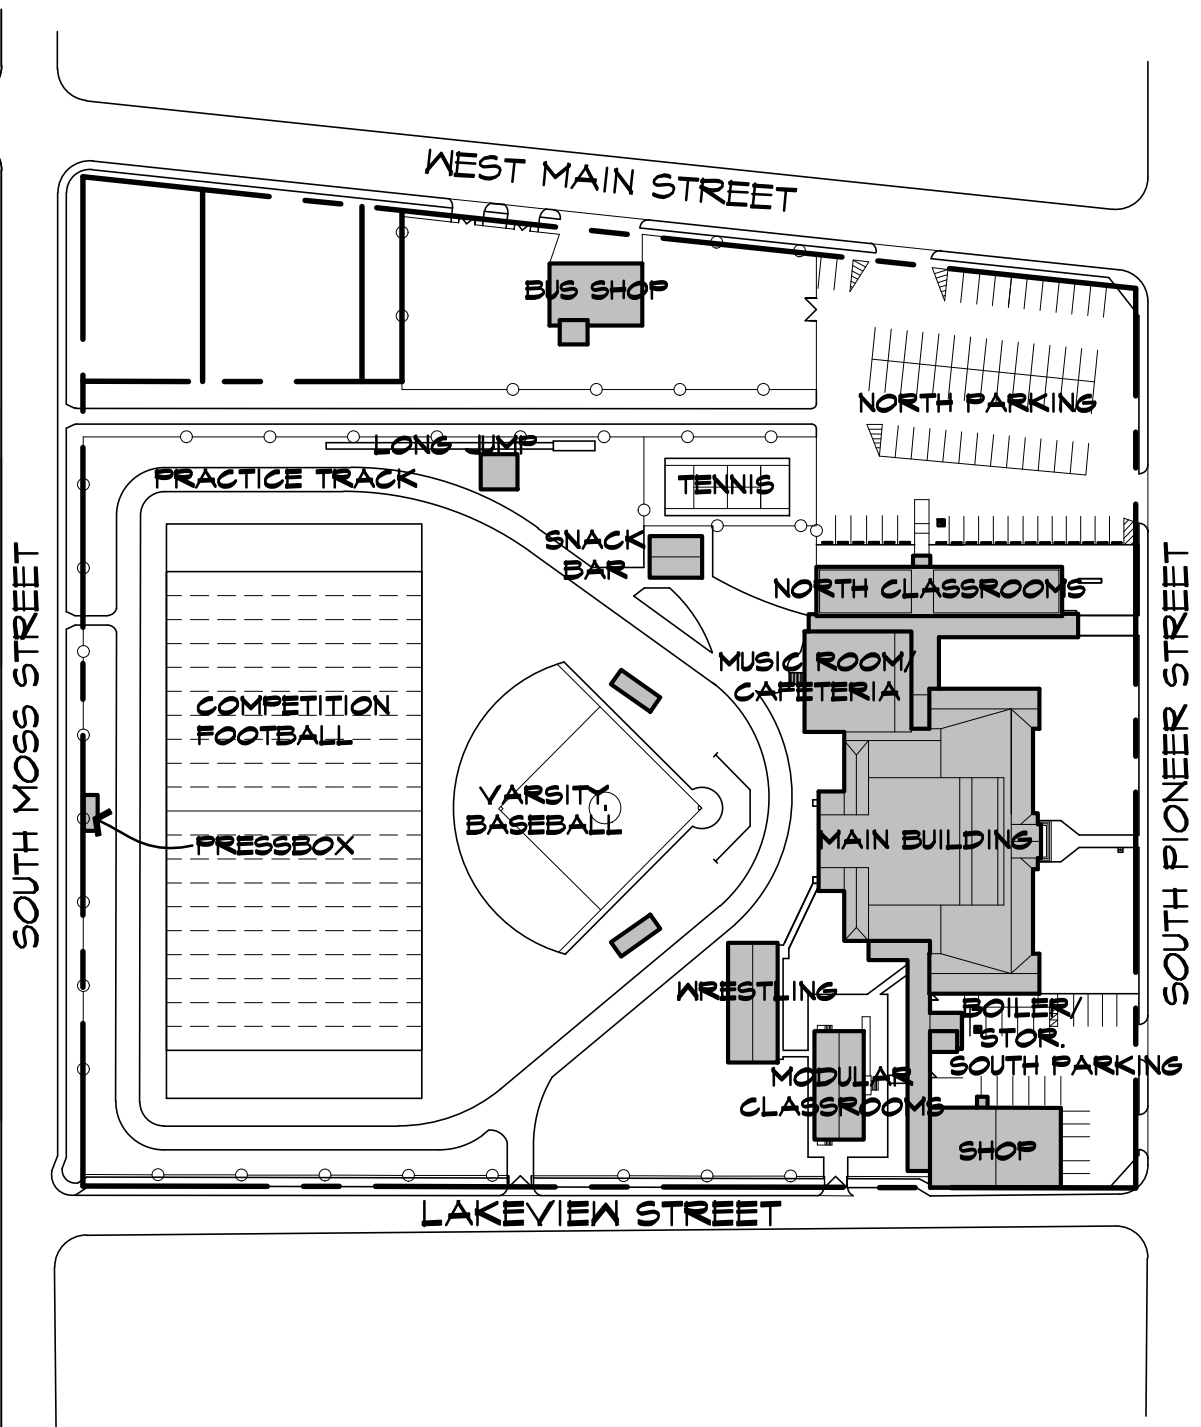 WEST MAIN STREET
BUS SHOP
NORTH PARKING
LONG JUMP
PRACTICE TRACK
TENNIS
SNACK
BAR
NORTH CLASSROOMS
MUSIC ROOM/
CAFETERIA
COMPETITION
FOOTBALL
VARSITY
BASEBALL
PRESSBOX
MAIN BUILDING
SOUTH MOSS STREET
SOUTH PIONEER STREET
WRESTLING
BOILER/
STOR.
SOUTH PARKING
MODULAR
CLASSROOMS
SHOP
LAKEVIEW STREET